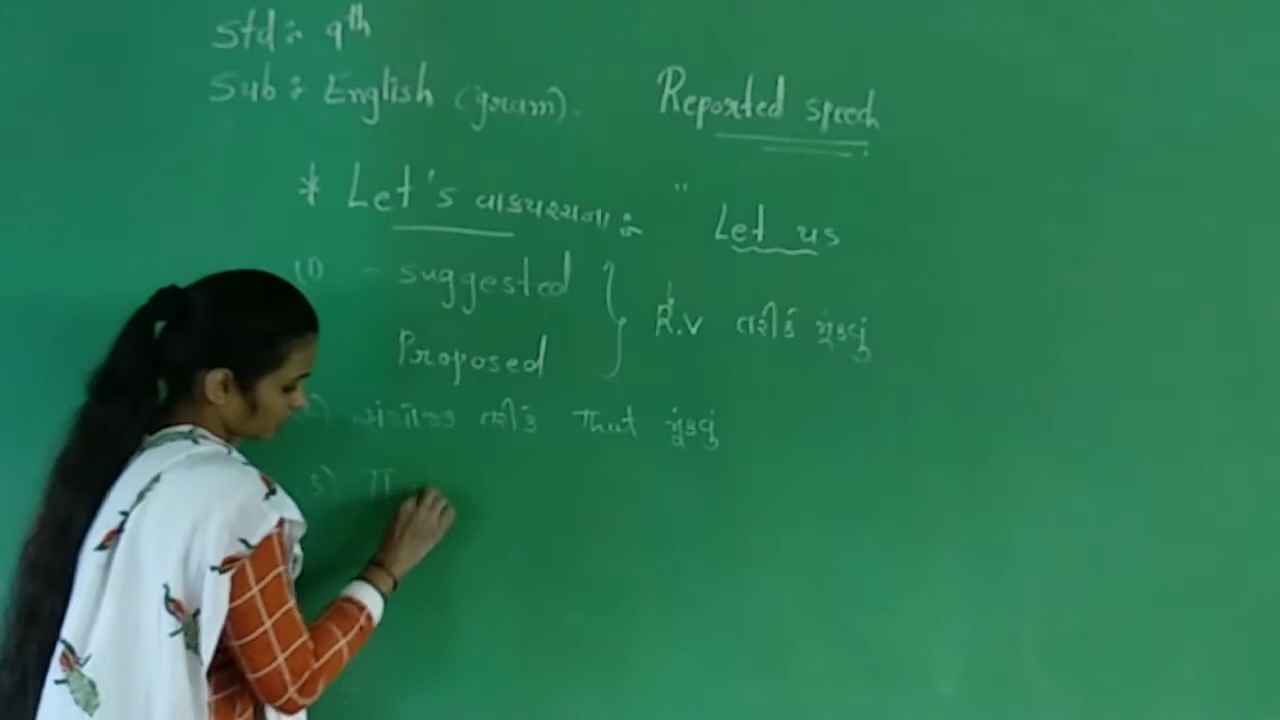 Std : 9th
Sub : English (gram). Reported speech
* Let's વાક્યરચના : " Let us
(1) - suggested
R.V તરીકે મૂકવું
Proposed
2) સંયોજક તરીકે That મૂકવું
3)